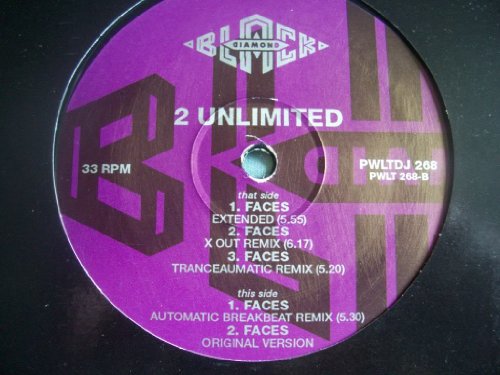 BLACK
DIAMOND
2 UNLIMITED
33 RPM
PWLTDJ 268
PWLT 268-B
that side
1. FACES
EXTENDED (5.55)
2. FACES
X OUT REMIX (6.17)
3. FACES
TRANCEAUMATIC REMIX (5.20)
this side
1. FACES
AUTOMATIC BREAKBEAT REMIX (5.30)
2. FACES
ORIGINAL VERSION